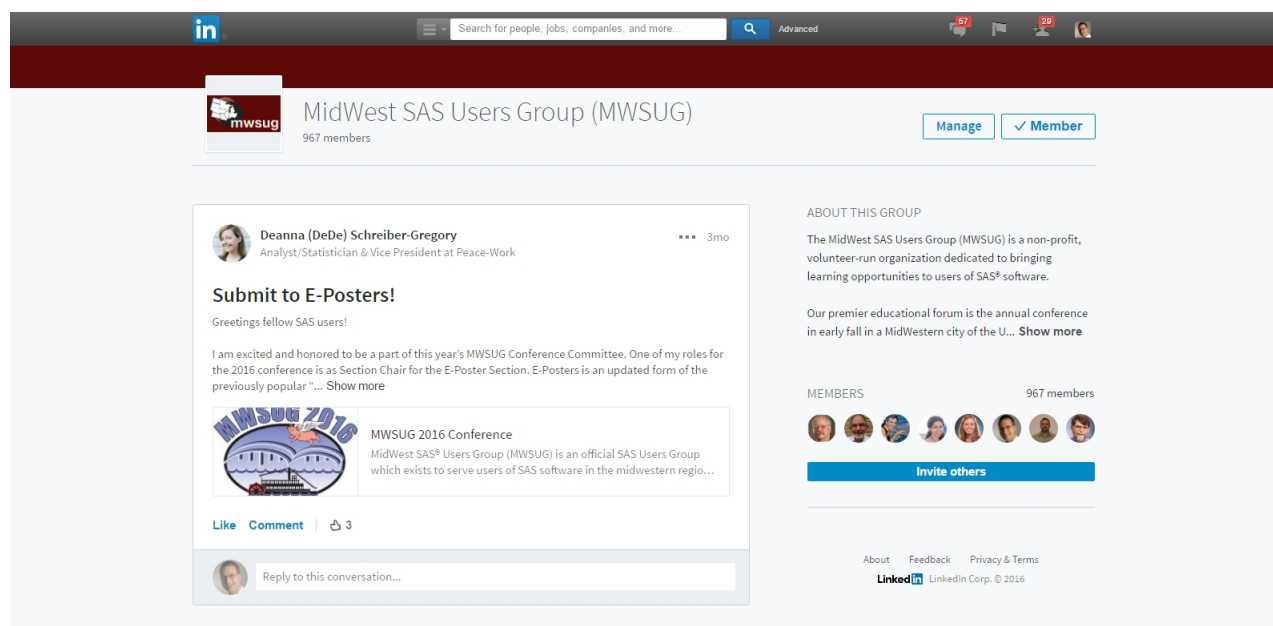 in
Search for people, jobs, companies, and more...
Advanced
57
29
mwsug
MidWest SAS Users Group (MWSUG)
967 members
Manage
Member
Deanna (DeDe) Schreiber-Gregory
3mo
Analyst/Statistician & Vice President at Peace-Work
Submit to E-Posters!
Greetings fellow SAS users!
I am excited and honored to be a part of this year's MWSUG Conference Committee. One of my roles for
the 2016 conference is as Section Chair for the E-Poster Section. E-Posters is an updated form of the
previously popular "... Show more
MWSUG 2016
MWSUG 2016 Conference
MidWest SAS® Users Group (MWSUG) is an official SAS Users Group
which exists to serve users of SAS software in the midwestern regio...
Like Comment 3
Reply to this conversation...
ABOUT THIS GROUP
The MidWest SAS Users Group (MWSUG) is a non-profit,
volunteer-run organization dedicated to bringing
learning opportunities to users of SAS® software.
Our premier educational forum is the annual conference
in early fall in a MidWestern city of the U... Show more
MEMBERS 967 members
Invite others
About Feedback Privacy & Terms
Linked in LinkedIn Corp. © 2016